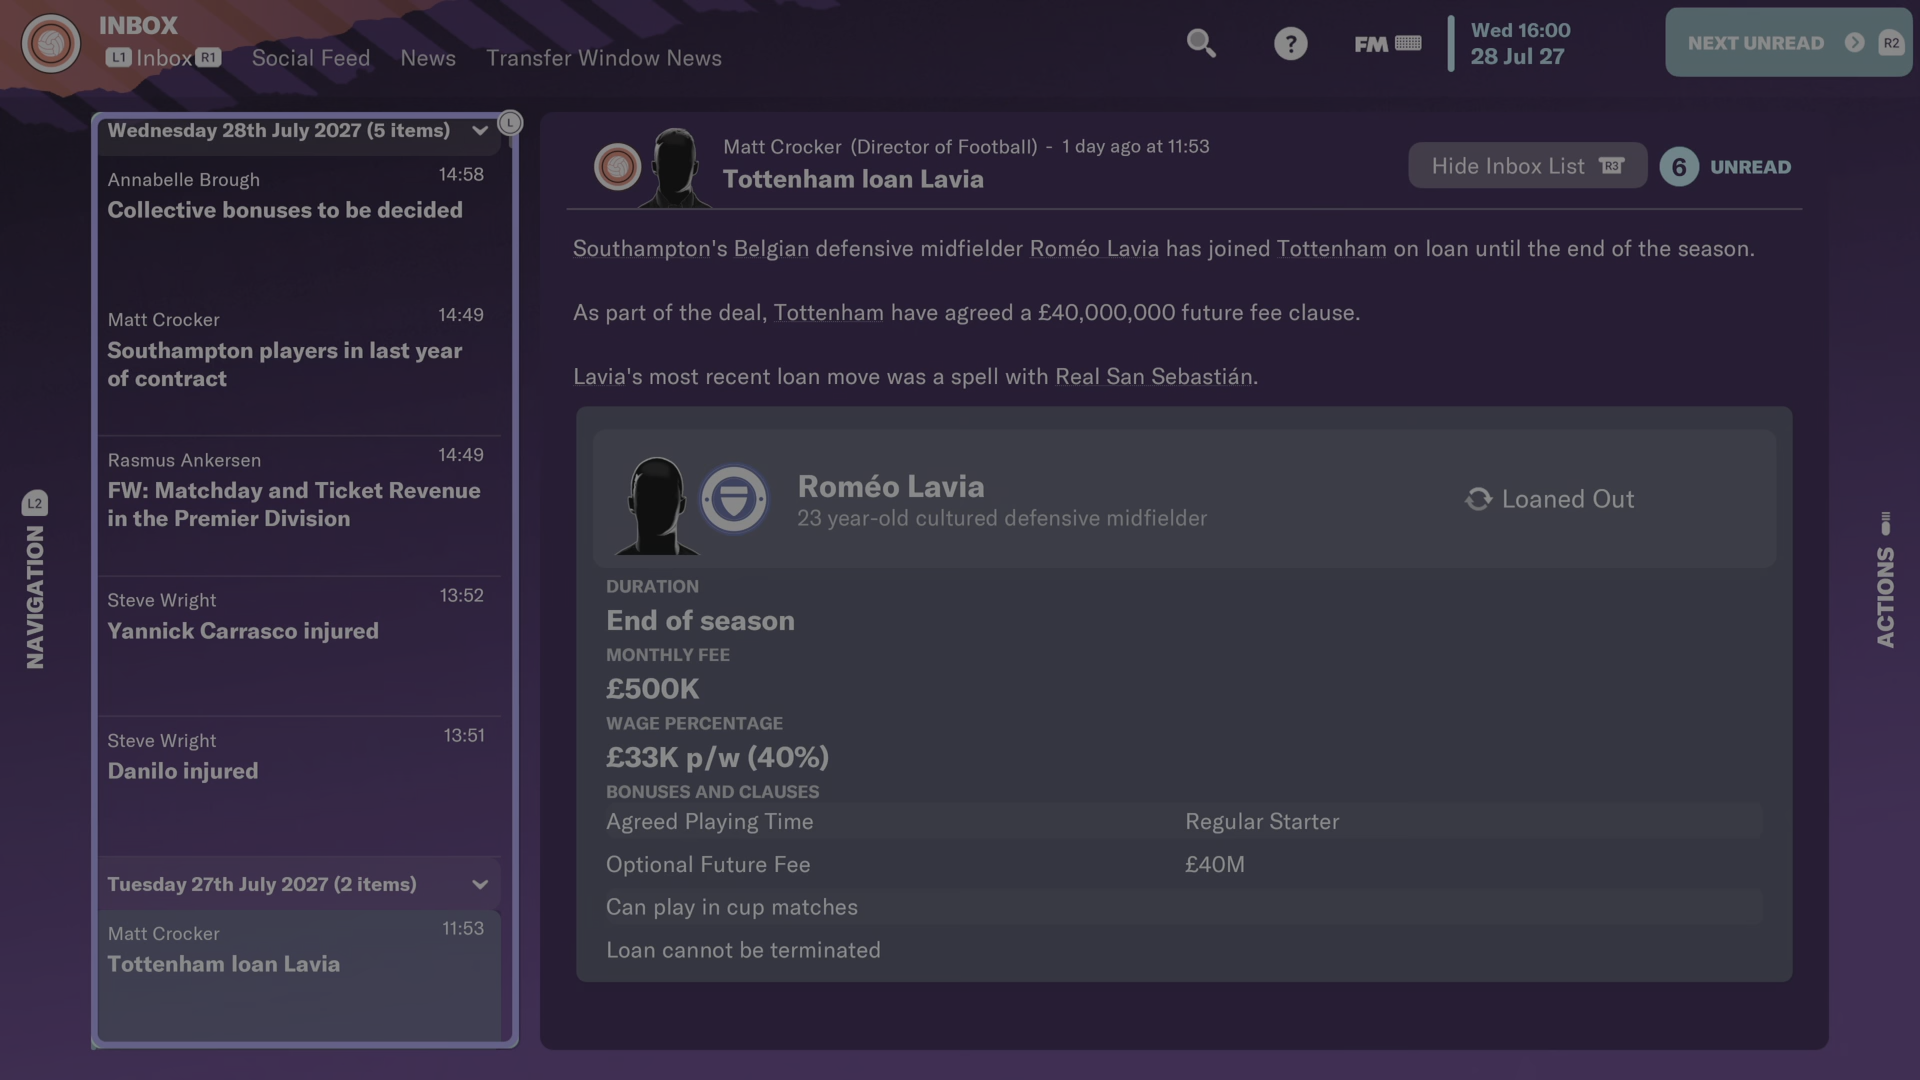 INBOX
L1 Inbox R1 Social Feed News Transfer Window News
?
FM
Wed 16:00
28 Jul 27
NEXT UNREAD R2
Wednesday 28th July 2027 (5 items)
L
Annabelle Brough 14:58
Collective bonuses to be decided
Matt Crocker 14:49
Southampton players in last year
of contract
Rasmus Ankersen 14:49
FW: Matchday and Ticket Revenue
in the Premier Division
Steve Wright 13:52
Yannick Carrasco injured
Steve Wright 13:51
Danilo injured
Tuesday 27th July 2027 (2 items)
Matt Crocker 11:53
Tottenham loan Lavia
L2
NAVIGATION
Matt Crocker (Director of Football) - 1 day ago at 11:53
Tottenham loan Lavia
Hide Inbox List R3
6 UNREAD
Southampton's Belgian defensive midfielder Roméo Lavia has joined Tottenham on loan until the end of the season.
As part of the deal, Tottenham have agreed a £40,000,000 future fee clause.
Lavia's most recent loan move was a spell with Real San Sebastián.
Roméo Lavia
23 year-old cultured defensive midfielder
Loaned Out
DURATION
End of season
MONTHLY FEE
£500K
WAGE PERCENTAGE
£33K p/w (40%)
BONUSES AND CLAUSES
Agreed Playing Time Regular Starter
Optional Future Fee £40M
Can play in cup matches
Loan cannot be terminated
ACTIONS